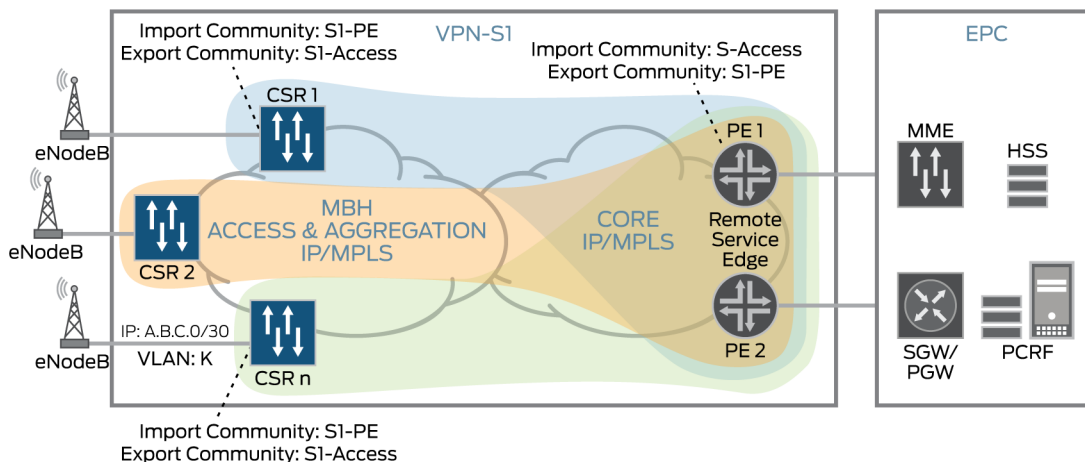 Import Community: S1-PE
Export Community: S1-Access
VPN-S1
Import Community: S-Access
Export Community: S1-PE
EPC
eNodeB
CSR 1
PE 1
MME
HSS
eNodeB
CSR 2
MBH
ACCESS & AGGREGATION
IP/MPLS
CORE
IP/MPLS
Remote
Service
Edge
eNodeB
IP: A.B.C.0/30
VLAN: K
CSR n
PE 2
SGW/
PGW
PCRF
Import Community: S1-PE
Export Community: S1-Access